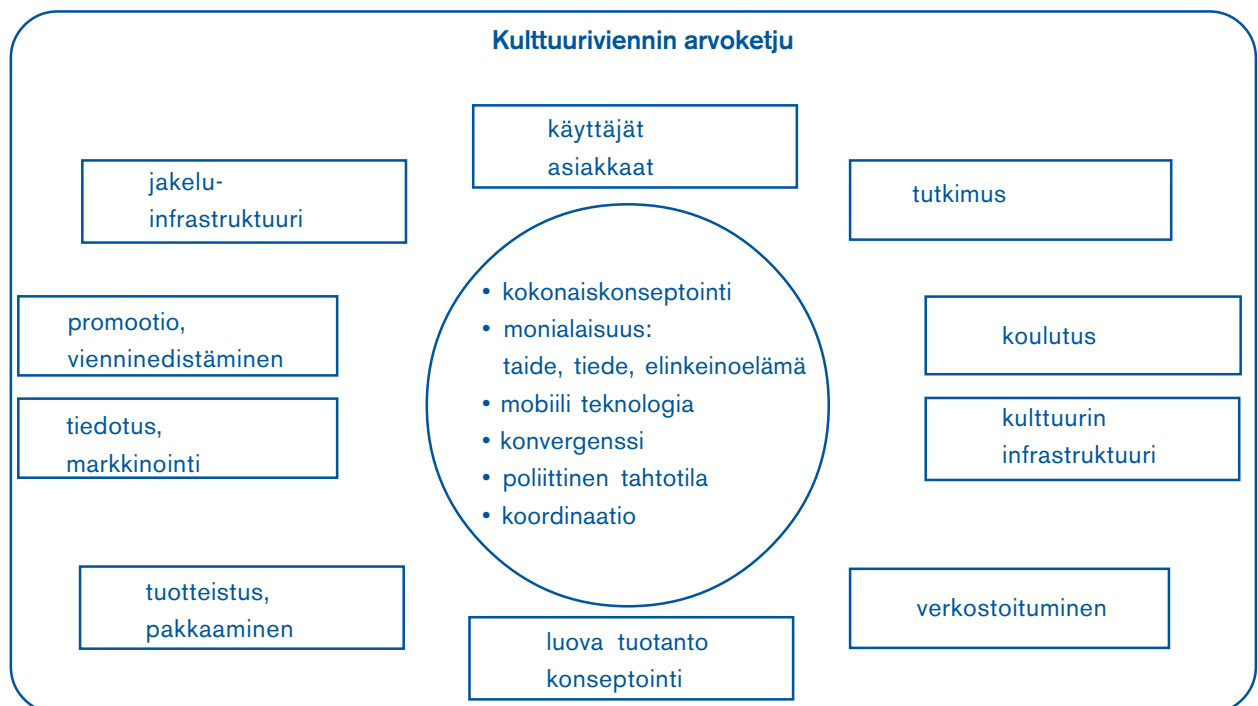 Kulttuuriviennin arvoketju
käyttäjät
asiakkaat
jakelu-
infrastruktuuri
tutkimus
• kokonaiskonseptointi
• monialaisuus:
taide, tiede, elinkeinoelämä
• mobiili teknologia
• konvergenssi
• poliittinen tahtotila
• koordinaatio
promootio,
vienninedistäminen
koulutus
tiedotus,
markkinointi
kulttuurin
infrastruktuuri
tuotteistus,
pakkaaminen
verkostoituminen
luova tuotanto
konseptointi